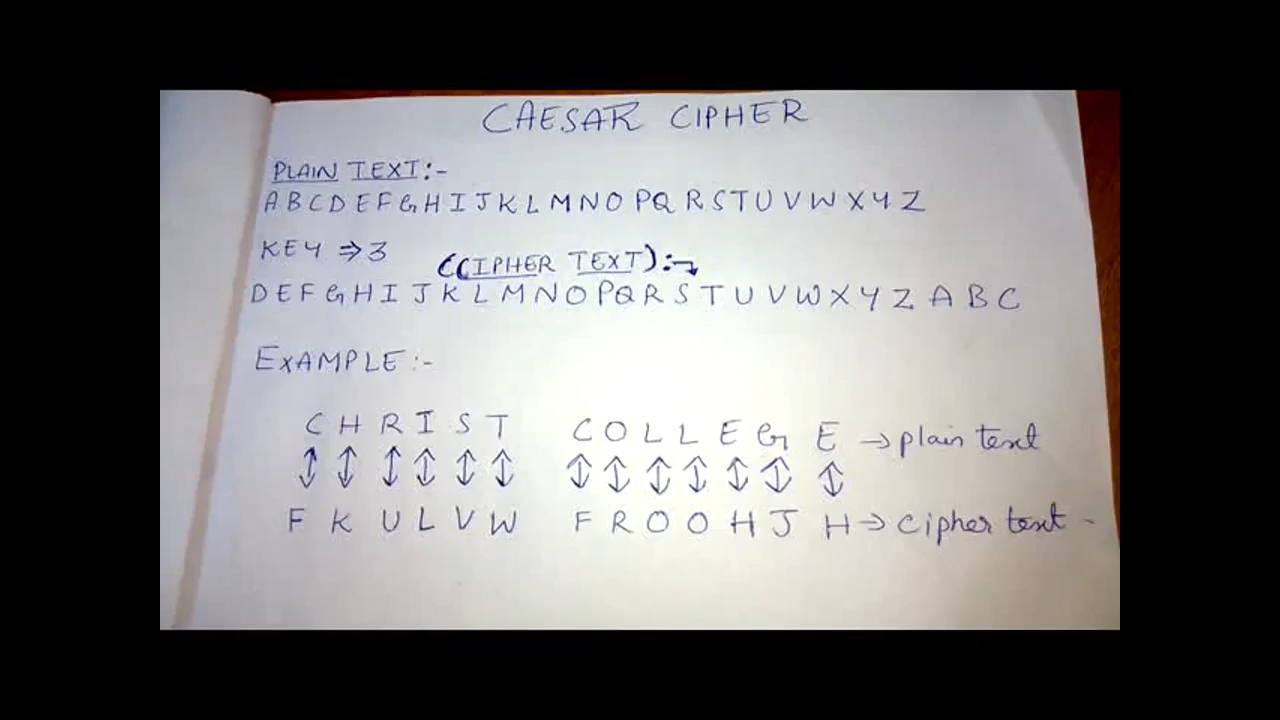 CAESAR CIPHER
PLAIN TEXT:-
A B C D E F G H I J K L M N O P Q R S T U V W X Y Z
KEY ⇒ 3
((CIPHER TEXT):-
D E F G H I J K L M N O P Q R S T U V W X Y Z A B C
EXAMPLE:-
C H R I S T C O L L E G E → plain text
F K U L V W F R O O H J H → cipher text -